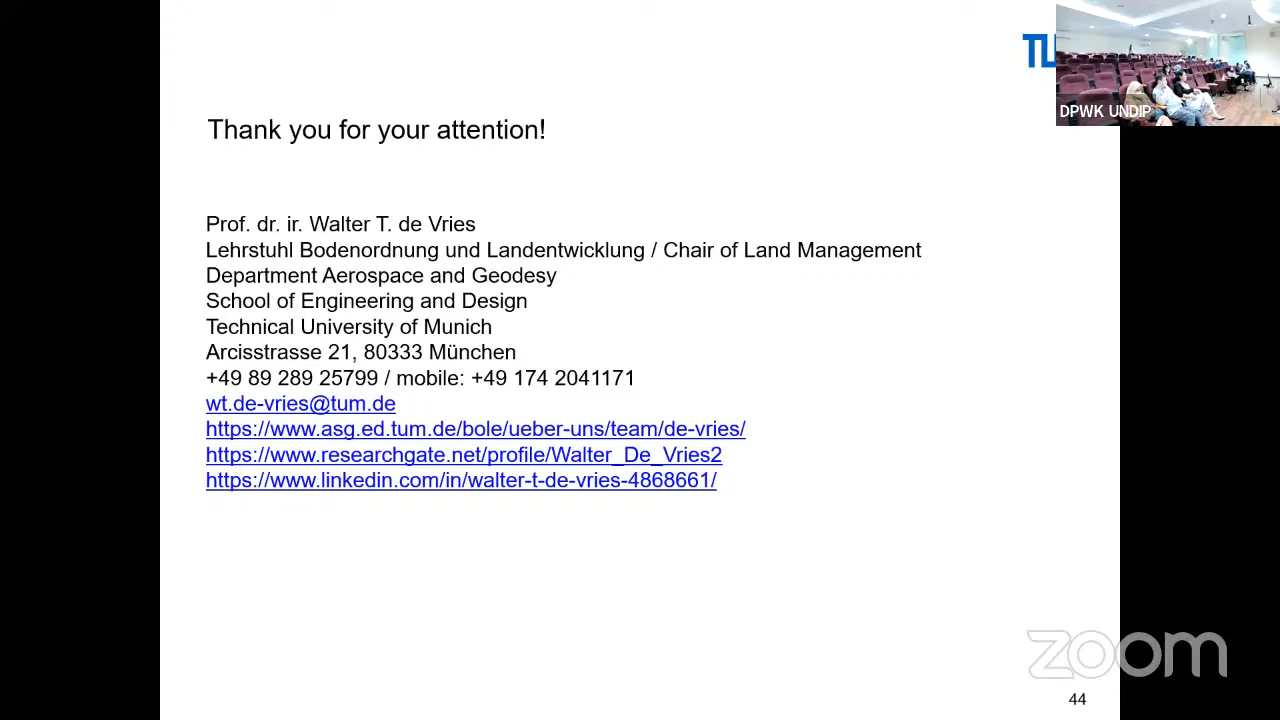 TU
DPWK UNDIP
Thank you for your attention!
Prof. dr. ir. Walter T. de Vries
Lehrstuhl Bodenordnung und Landentwicklung / Chair of Land Management
Department Aerospace and Geodesy
School of Engineering and Design
Technical University of Munich
Arcisstrasse 21, 80333 München
+49 89 289 25799 / mobile: +49 174 2041171
wt.de-vries@tum.de
https://www.asg.ed.tum.de/bole/ueber-uns/team/de-vries/
https://www.researchgate.net/profile/Walter_De_Vries2
https://www.linkedin.com/in/walter-t-de-vries-4868661/
zoom
44